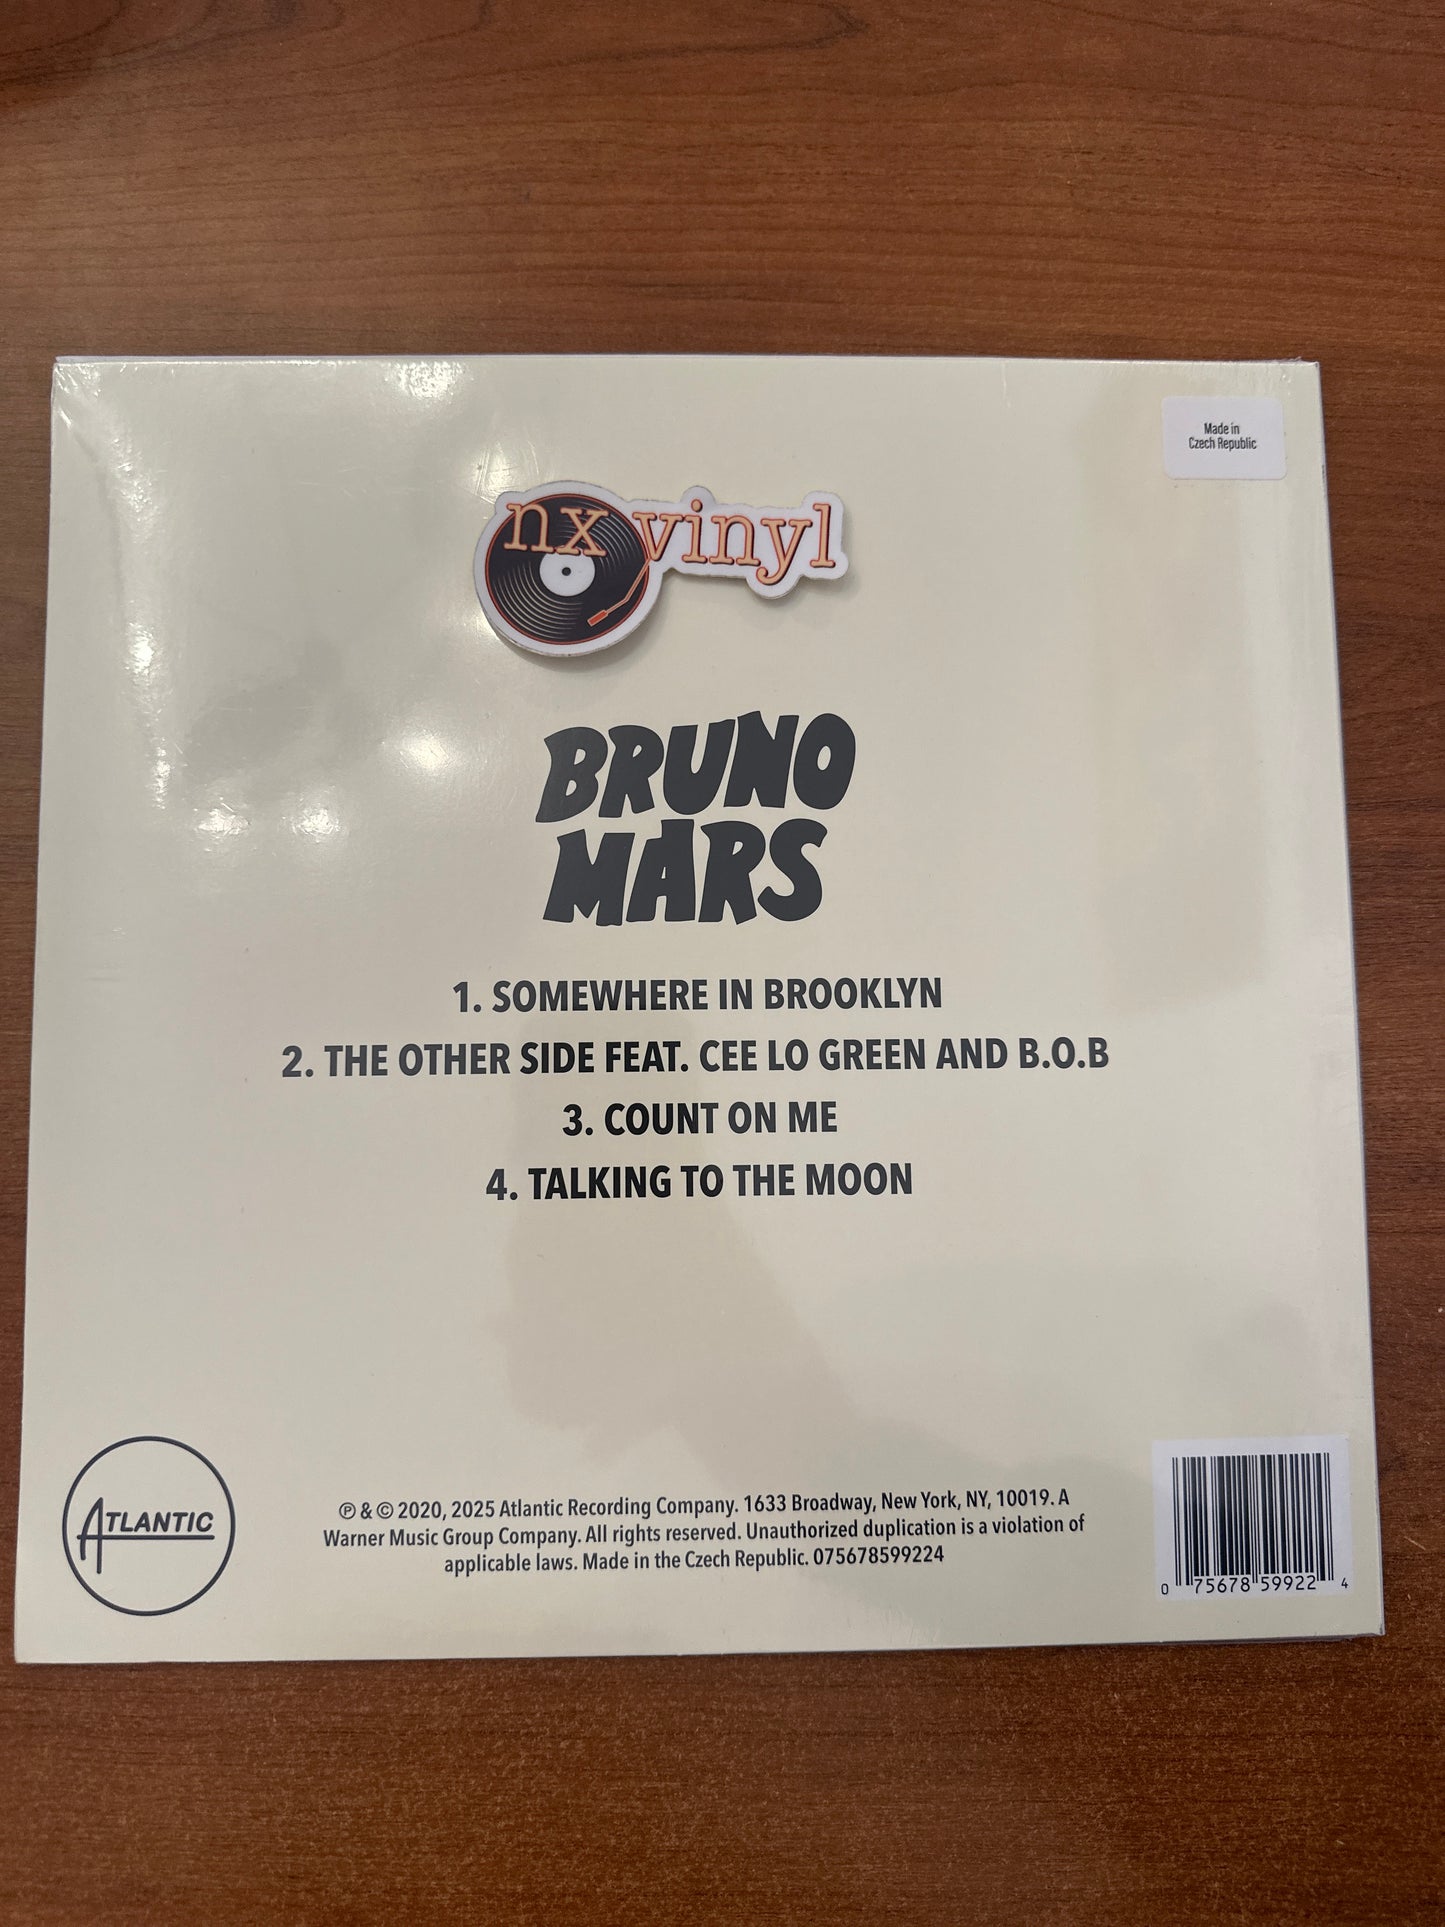 Made in
Czech Republic
nx vinyl
BRUNO
MARS
1. SOMEWHERE IN BROOKLYN
2. THE OTHER SIDE FEAT. CEE LO GREEN AND B.O.B
3. COUNT ON ME
4. TALKING TO THE MOON
ATLANTIC
℗ & © 2020, 2025 Atlantic Recording Company. 1633 Broadway, New York, NY, 10019. A
Warner Music Group Company. All rights reserved. Unauthorized duplication is a violation of
applicable laws. Made in the Czech Republic. 075678599224
0 75678 59922 4